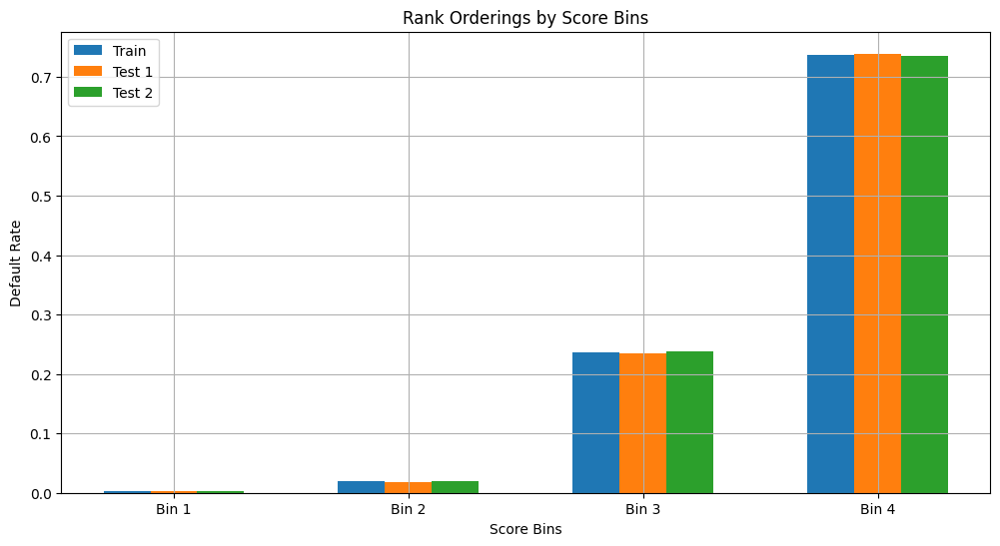 Rank Orderings by Score Bins
Train
Test 1
Test 2
Default Rate
0.7
0.6
0.5
0.4
0.3
0.2
0.1
0.0
Bin 1
Bin 2
Bin 3
Bin 4
Score Bins